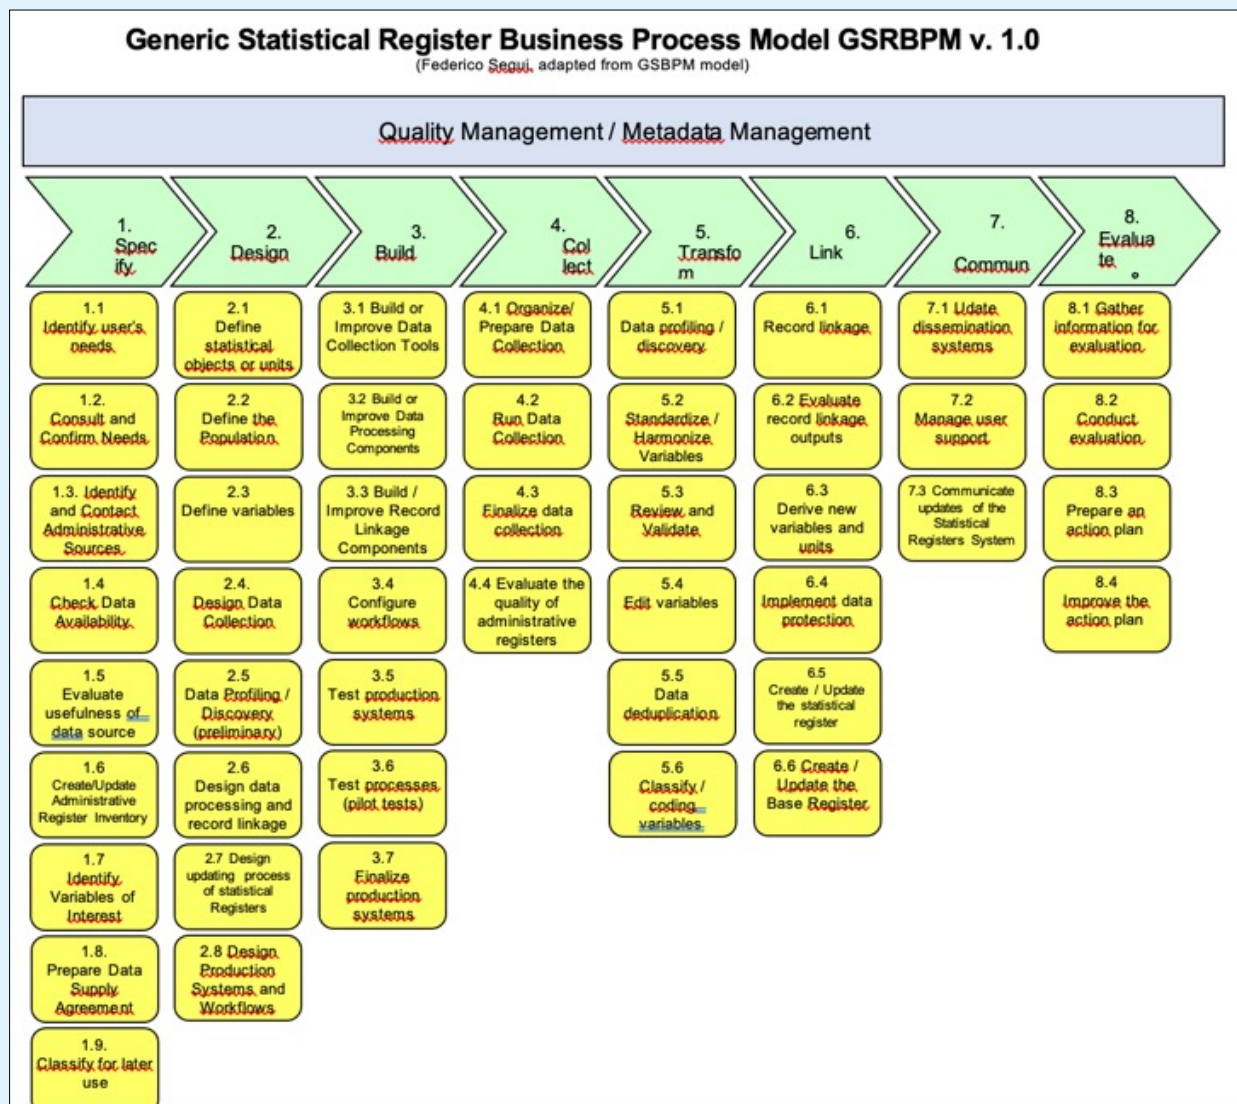 Generic Statistical Register Business Process Model GSRBPM v. 1.0
(Federico Segui, adapted from GSBPM model)
Quality Management / Metadata Management
1.
Spec
ify
2.
Design
3.
Build
4.
Col
lect
5.
Transfo
m
6.
Link
7.
Commun
8.
Evalua
te
1.1
Identify user's
needs
1.2.
Consult and
Confirm Needs
1.3. Identify
and Contact
Administrative
Sources
1.4
Check Data
Availability
1.5
Evaluate
usefulness of
data source
1.6
Create/Update
Administrative
Register Inventory
1.7
Identify
Variables of
Interest
1.8.
Prepare Data
Supply
Agreement
1.9.
Classify for later
use
2.1
Define
statistical
objects or units
2.2
Define the
Population
2.3
Define variables
2.4.
Design Data
Collection
2.5
Data Profiling /
Discovery
(preliminary)
2.6
Design data
processing and
record linkage
2.7 Design
updating process
of statistical
Registers
2.8 Design
Production
Systems and
Workflows
3.1 Build or
Improve Data
Collection Tools
3.2 Build or
Improve Data
Processing
Components
3.3 Build /
Improve Record
Linkage
Components
3.4
Configure
workflows
3.5
Test production
systems
3.6
Test processes
(pilot tests)
3.7
Finalize
production
systems
4.1 Organize/
Prepare Data
Collection
4.2
Run Data
Collection
4.3
Finalize data
collection
4.4 Evaluate the
quality of
administrative
registers
5.1
Data profiling /
discovery
5.2
Standardize /
Harmonize
Variables
5.3
Review and
Validate
5.4
Edit variables
5.5
Data
deduplication
5.6
Classify /
coding
variables
6.1
Record linkage
6.2 Evaluate
record linkage
outputs
6.3
Derive new
variables and
units
6.4
Implement data
protection
6.5
Create / Update
the statistical
register
6.6 Create /
Update the
Base Register
7.1 Udate
dissemination
systems
7.2
Manage user
support
7.3 Communicate
updates of the
Statistical
Registers System
8.1 Gather
information for
evaluation
8.2
Conduct
evaluation
8.3
Prepare an
action plan
8.4
Improve the
action plan